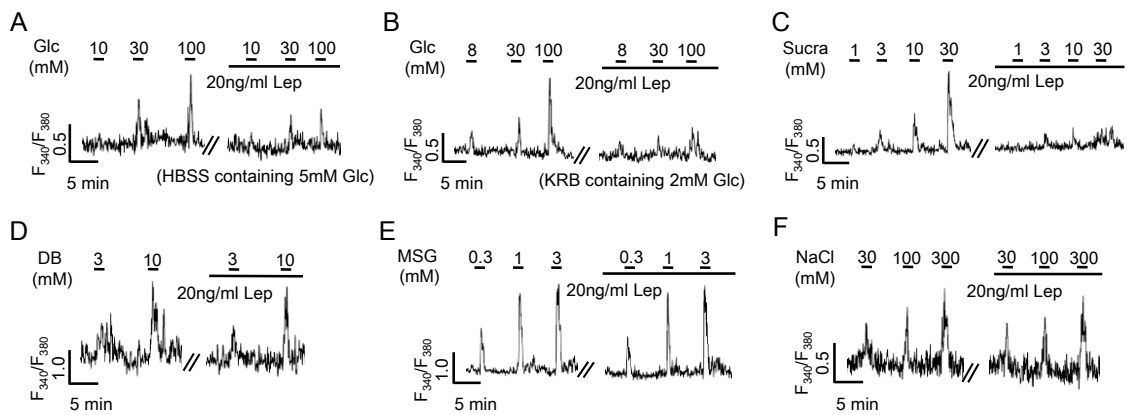 A
Glc 10 30 100 10 30 100
(mM)
20ng/ml Lep
F340/F380
0.5
5 min
(HBSS containing 5mM Glc)
B
Glc 8 30 100 8 30 100
(mM)
20ng/ml Lep
F340/F380
0.5
5 min
(KRB containing 2mM Glc)
C
Sucra 1 3 10 30 1 3 10 30
(mM)
20ng/ml Lep
F340/F380
0.5
5 min
D
DB 3 10 3 10
(mM)
20ng/ml Lep
F340/F380
1.0
5 min
E
MSG 0.3 1 3 0.3 1 3
(mM)
20ng/ml Lep
F340/F380
1.0
5 min
F
NaCl 30 100 300 30 100 300
(mM)
20ng/ml Lep
F340/F380
0.5
5 min